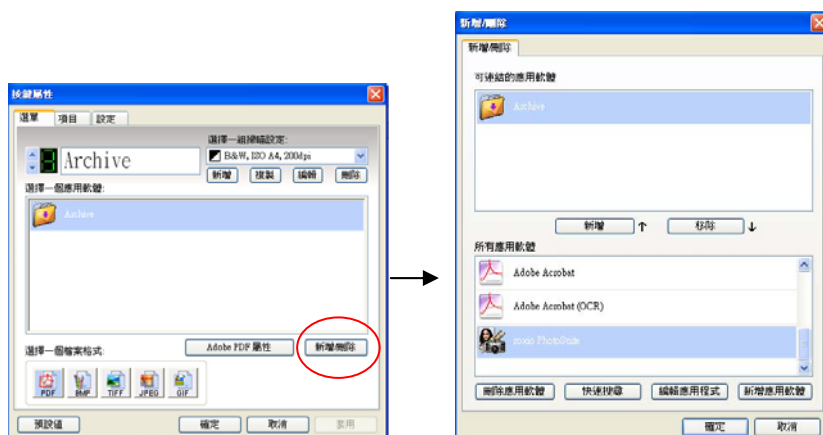 按鍵屬性
選單 項目 設定
選擇一組掃瞄設定:
Archive
B&W, ISO A4, 200dpi
新增 複製 編輯 刪除
選擇一個應用軟體:
Archive
Adobe PDF 屬性 新增/刪除
選擇一個檔案格式:
PDF BMP TIFF JPEG GIF
預設值 確定 取消 套用
新增/刪除
新增/刪除
可連結的應用軟體
Archive
新增 ↑ 移除 ↓
所有應用軟體
Adobe Acrobat
Adobe Acrobat (OCR)
PhotoSuite
刪除應用軟體 快速搜尋 編輯應用程式 新增應用軟體
確定 取消